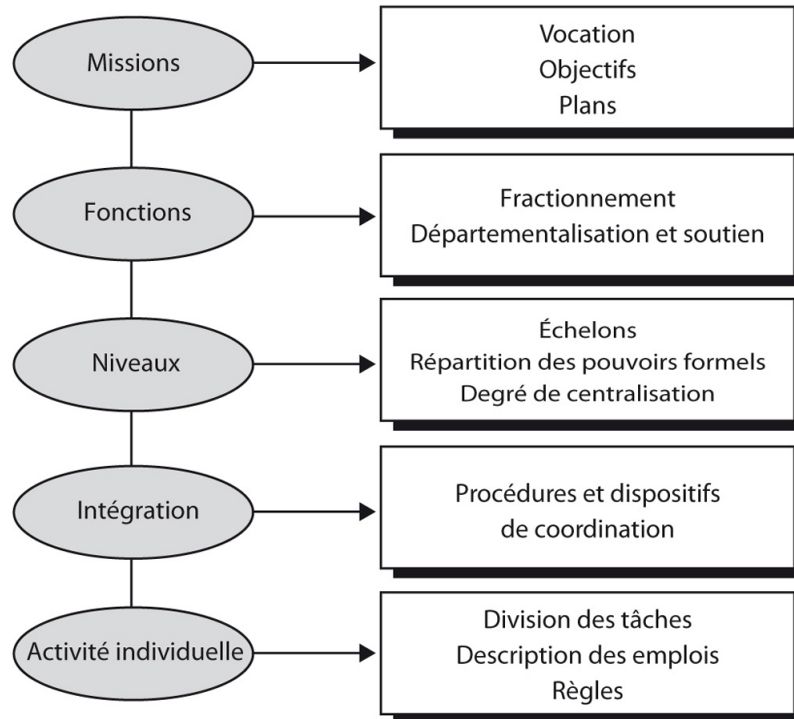 Missions
Vocation
Objectifs
Plans
Fonctions
Fractionnement
Départementalisation et soutien
Niveaux
Échelons
Répartition des pouvoirs formels
Degré de centralisation
Intégration
Procédures et dispositifs
de coordination
Activité individuelle
Division des tâches
Description des emplois
Règles